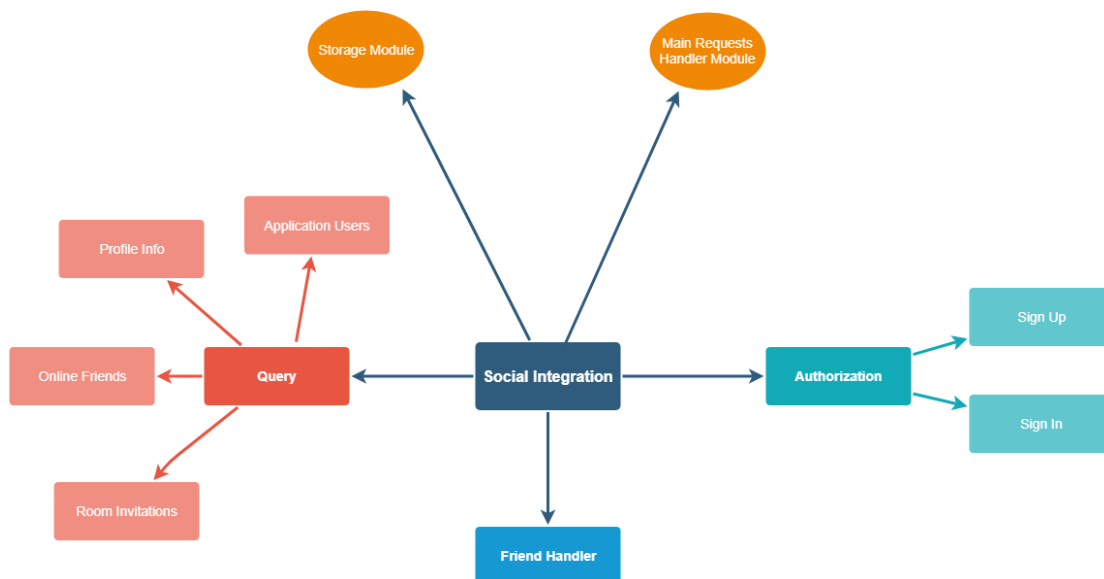 Storage Module
Main Requests
Handler Module
Application Users
Profile Info
Sign Up
Online Friends
Query
Social Integration
Authorization
Sign In
Room Invitations
Friend Handler